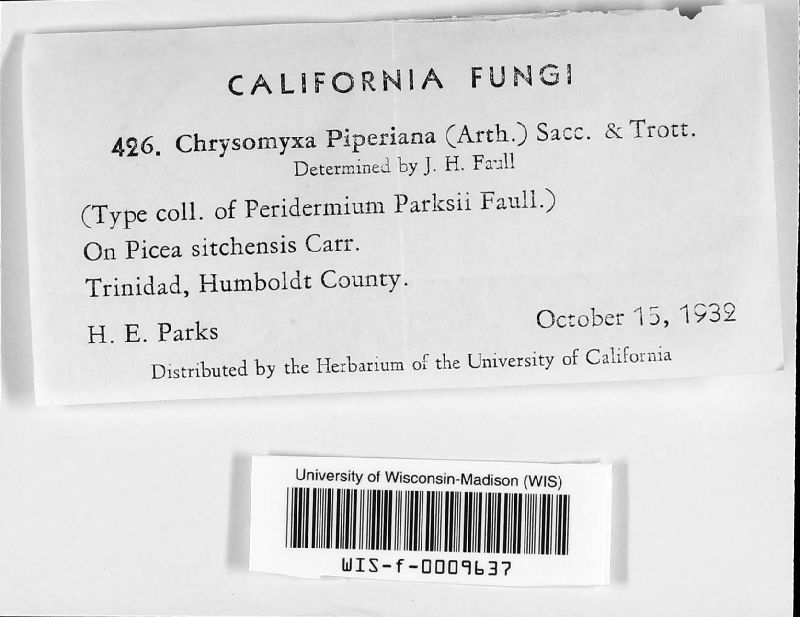 CALIFORNIA FUNGI
426. Chrysomyxa Piperiana (Arth.) Sacc. & Trott.
Determined by J. H. Faull
(Type coll. of Peridermium Parksii Faull.)
On Picea sitchensis Carr.
Trinidad, Humboldt County.
H. E. Parks October 15, 1932
Distributed by the Herbarium of the University of California
University of Wisconsin-Madison (WIS)
WIS-f-0009637